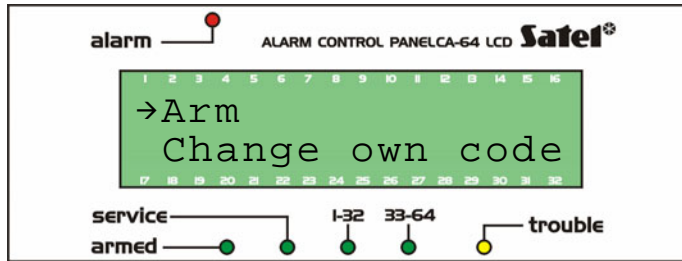 alarm ALARM CONTROL PANELCA-64 LCD Satel®
1 2 3 4 5 6 7 8 9 10 11 12 13 14 15 16
→Arm
Change own code
17 18 19 20 21 22 23 24 25 26 27 28 29 30 31 32
service 1-32 33-64 trouble
armed